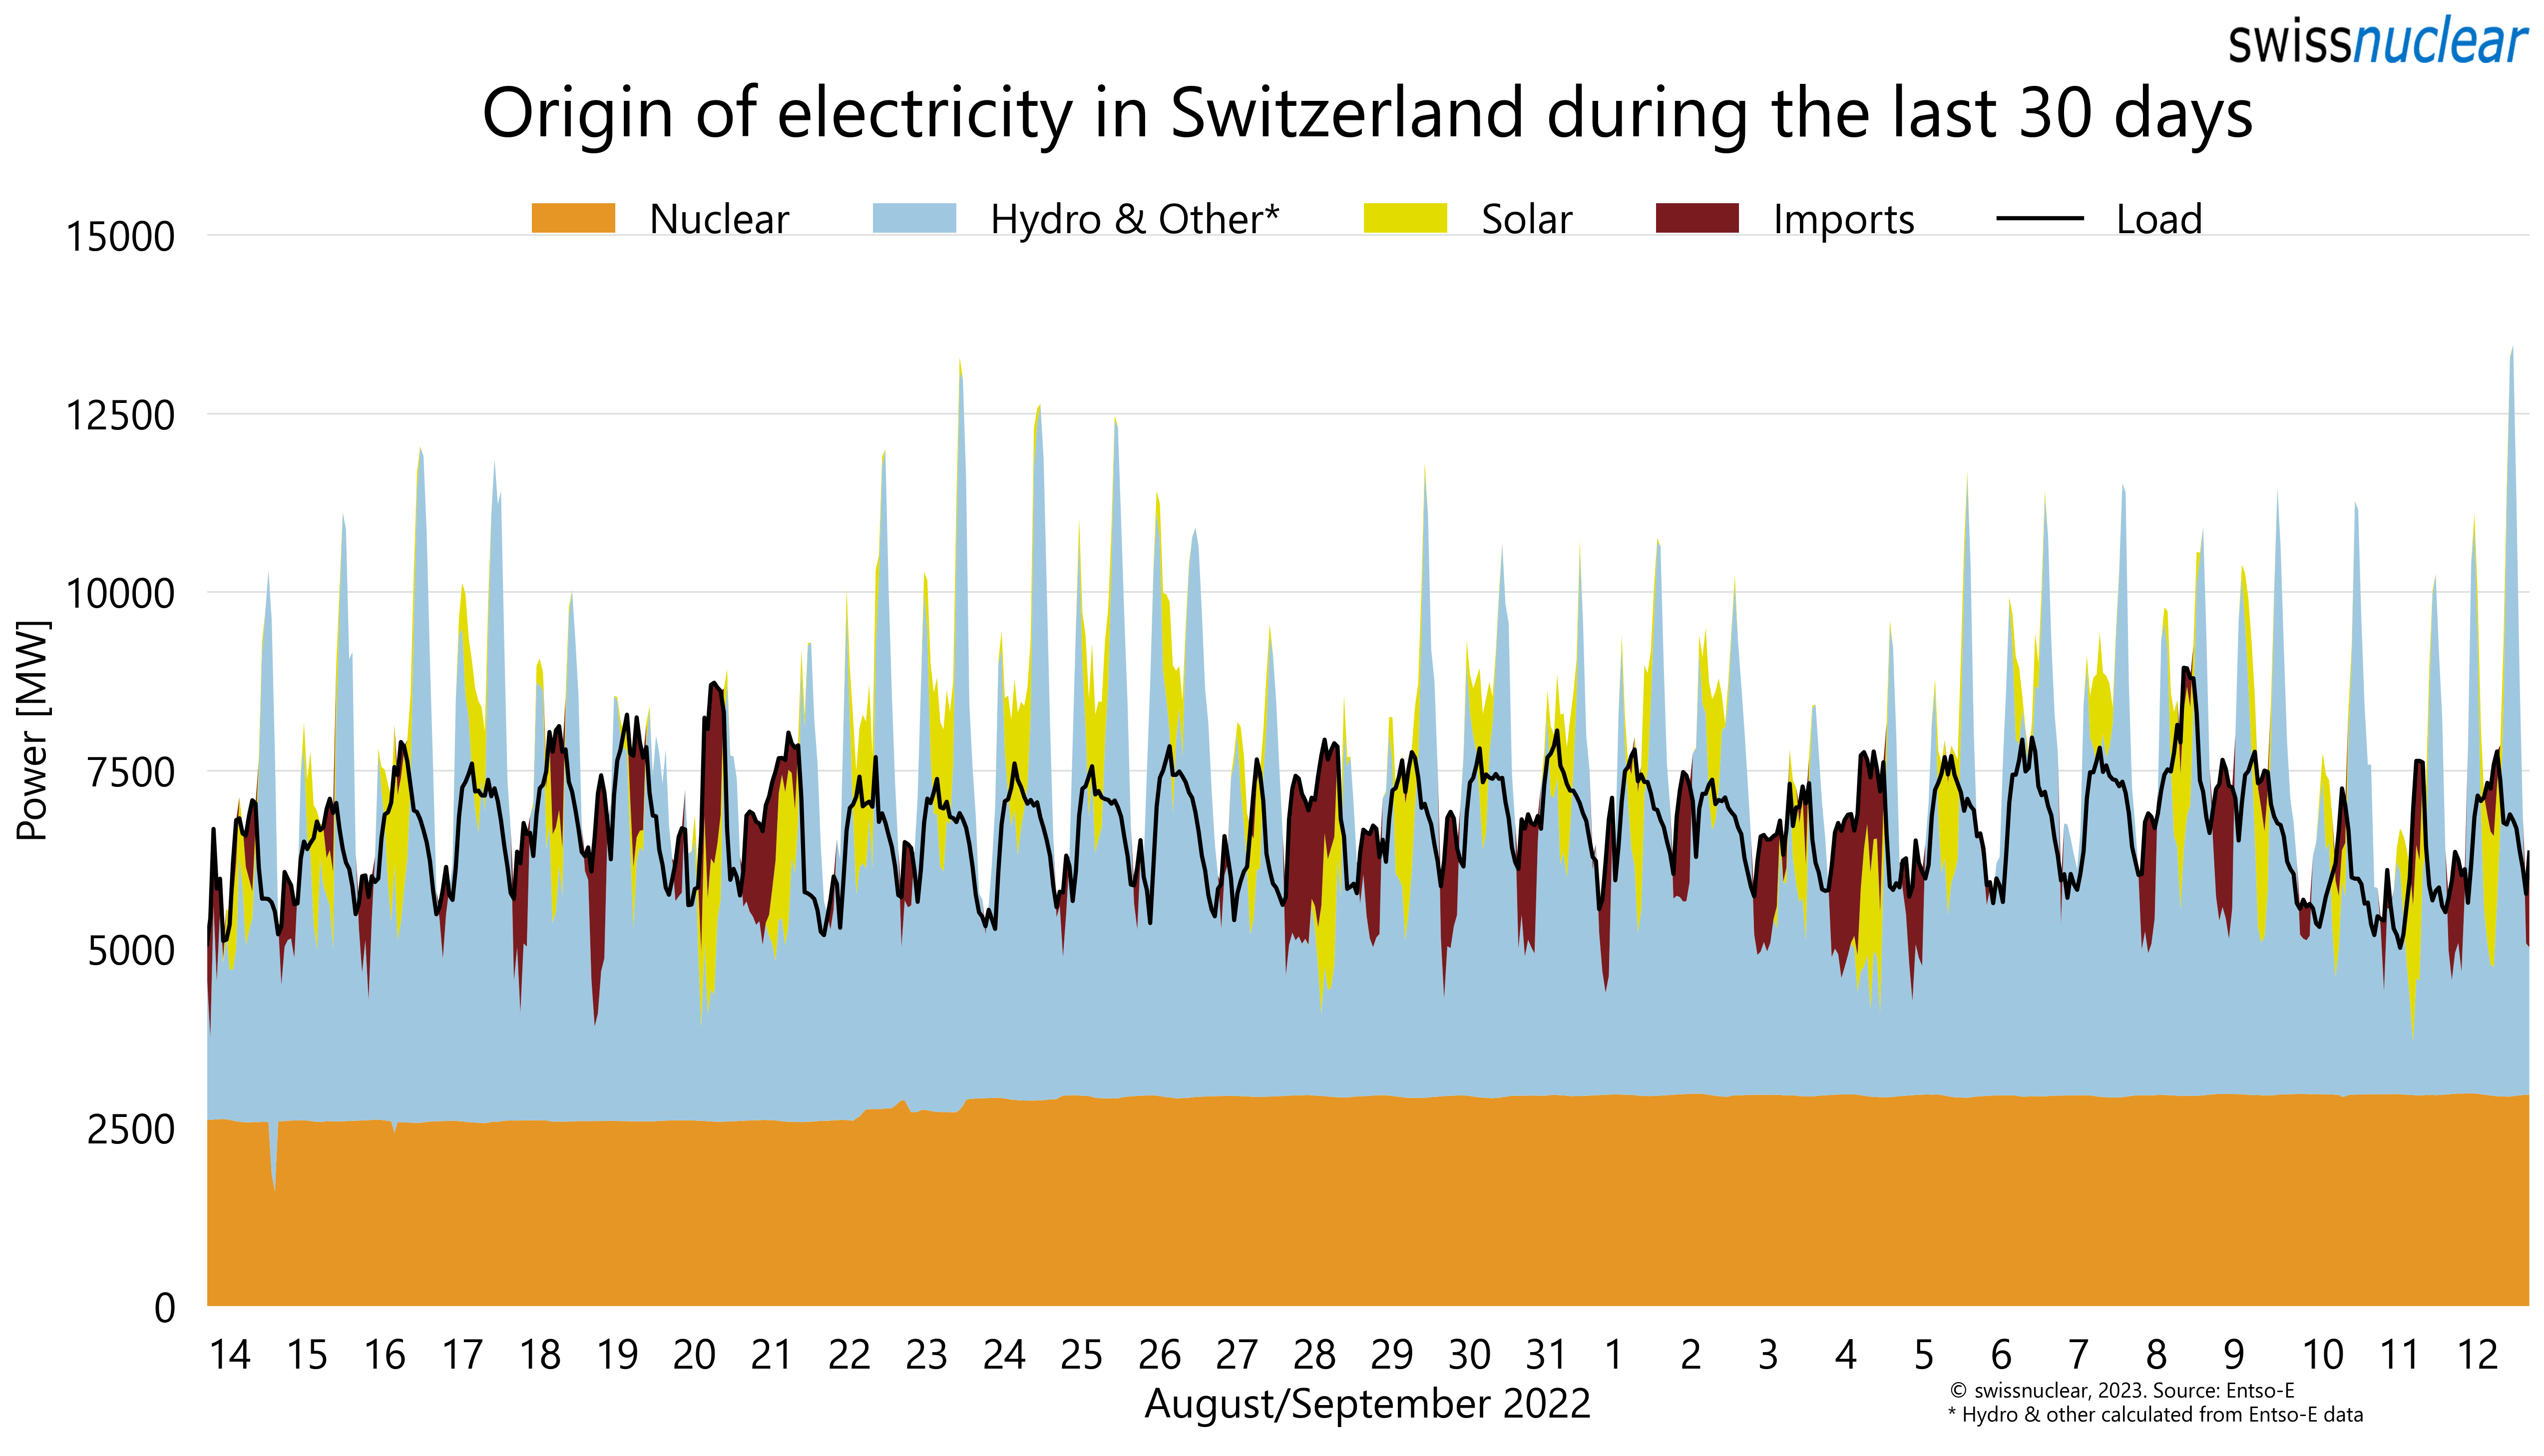 swissnuclear
Origin of electricity in Switzerland during the last 30 days
Nuclear Hydro & Other* Solar Imports Load
15000
12500
10000
7500
5000
2500
0
Power [MW]
14 15 16 17 18 19 20 21 22 23 24 25 26 27 28 29 30 31 1 2 3 4 5 6 7 8 9 10 11 12
August/September 2022
© swissnuclear, 2023. Source: Entso-E
* Hydro & other calculated from Entso-E data